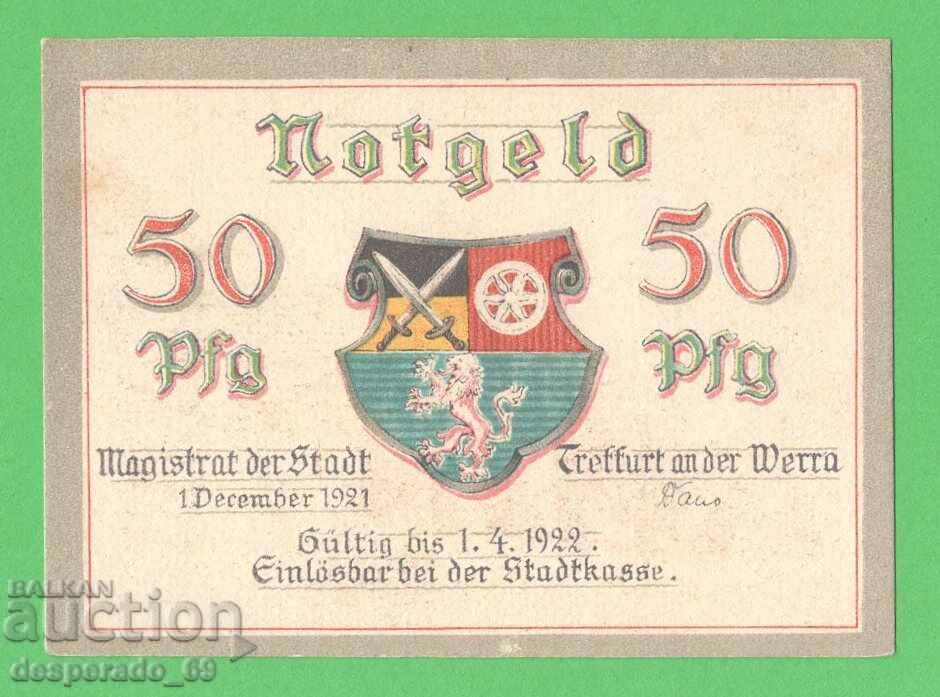 Notgeld
50 50
Pfg Pfg
Magistrat der Stadt Treffurt an der Werra
1. December 1921
Gültig bis 1. 4. 1922.
Einlösbar bei der Stadtkasse.
BALKAN
auction
desperado_69